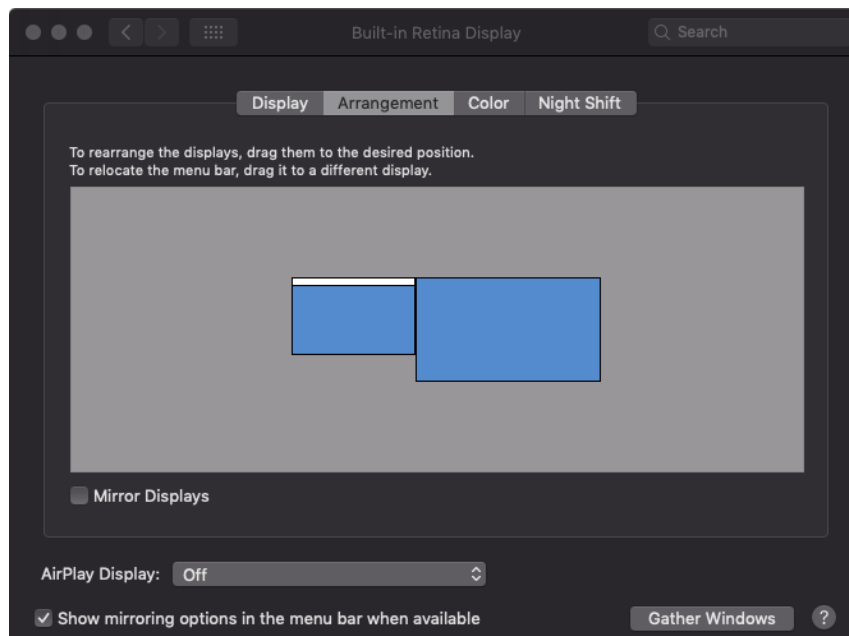 Built-in Retina Display
Search
Display Arrangement Color Night Shift
To rearrange the displays, drag them to the desired position.
To relocate the menu bar, drag it to a different display.
Mirror Displays
AirPlay Display: Off
Show mirroring options in the menu bar when available
Gather Windows ?